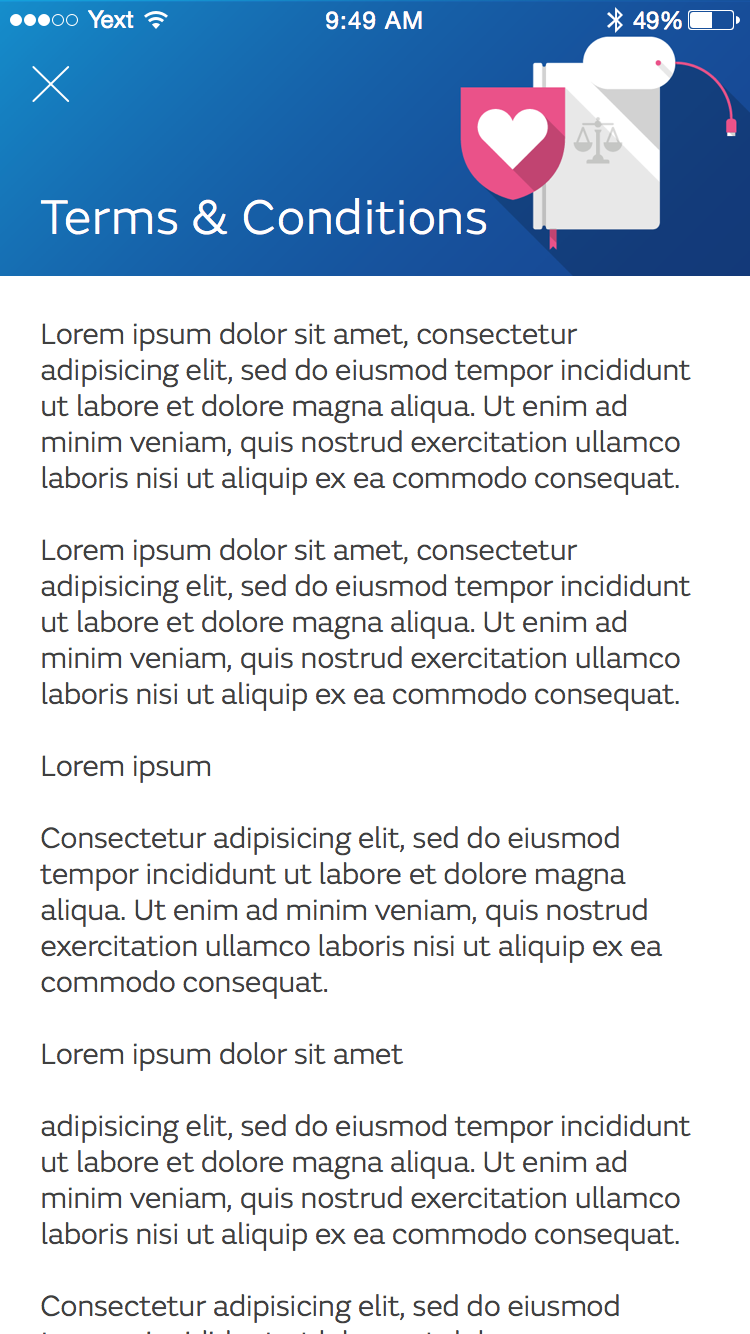 Yext 9:49 AM 49%
Terms & Conditions
Lorem ipsum dolor sit amet, consectetur
adipisicing elit, sed do eiusmod tempor incididunt
ut labore et dolore magna aliqua. Ut enim ad
minim veniam, quis nostrud exercitation ullamco
laboris nisi ut aliquip ex ea commodo consequat.
Lorem ipsum dolor sit amet, consectetur
adipisicing elit, sed do eiusmod tempor incididunt
ut labore et dolore magna aliqua. Ut enim ad
minim veniam, quis nostrud exercitation ullamco
laboris nisi ut aliquip ex ea commodo consequat.
Lorem ipsum
Consectetur adipisicing elit, sed do eiusmod
tempor incididunt ut labore et dolore magna
aliqua. Ut enim ad minim veniam, quis nostrud
exercitation ullamco laboris nisi ut aliquip ex ea
commodo consequat.
Lorem ipsum dolor sit amet
adipisicing elit, sed do eiusmod tempor incididunt
ut labore et dolore magna aliqua. Ut enim ad
minim veniam, quis nostrud exercitation ullamco
laboris nisi ut aliquip ex ea commodo consequat.
Consectetur adipisicing elit, sed do eiusmod